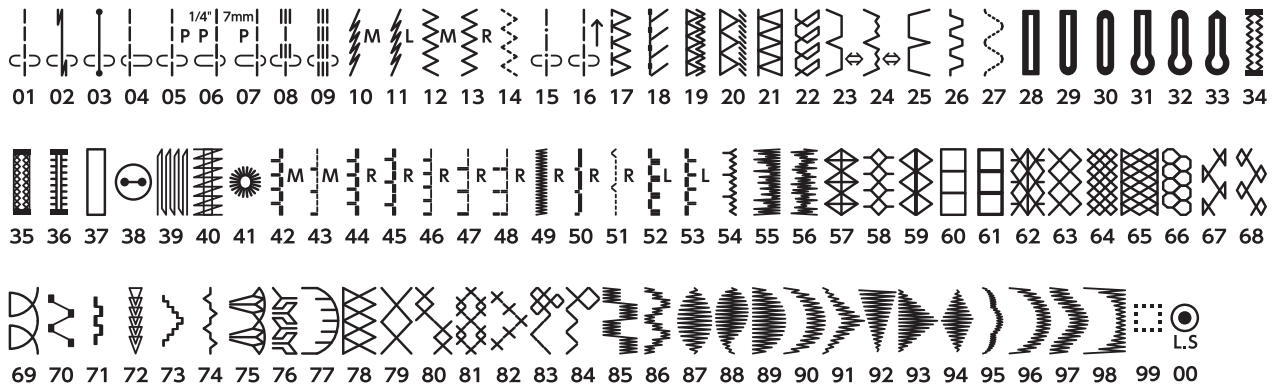 1/4" 7mm
P P P M L M R
01 02 03 04 05 06 07 08 09 10 11 12 13 14 15 16 17 18 19 20 21 22 23 24 25 26 27 28 29 30 31 32 33 34
M M R R R R R R R R L L
35 36 37 38 39 40 41 42 43 44 45 46 47 48 49 50 51 52 53 54 55 56 57 58 59 60 61 62 63 64 65 66 67 68
L.S
69 70 71 72 73 74 75 76 77 78 79 80 81 82 83 84 85 86 87 88 89 90 91 92 93 94 95 96 97 98 99 00